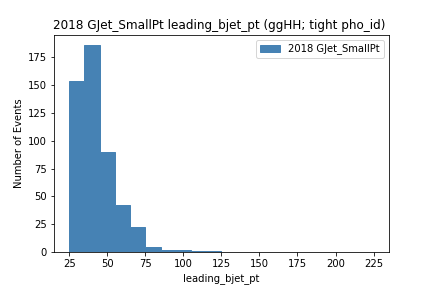 2018 GJet_SmallPt leading_bjet_pt (ggHH; tight pho_id)
2018 GJet_SmallPt
175
150
125
100
75
50
25
0
Number of Events
25 50 75 100 125 150 175 200 225
leading_bjet_pt